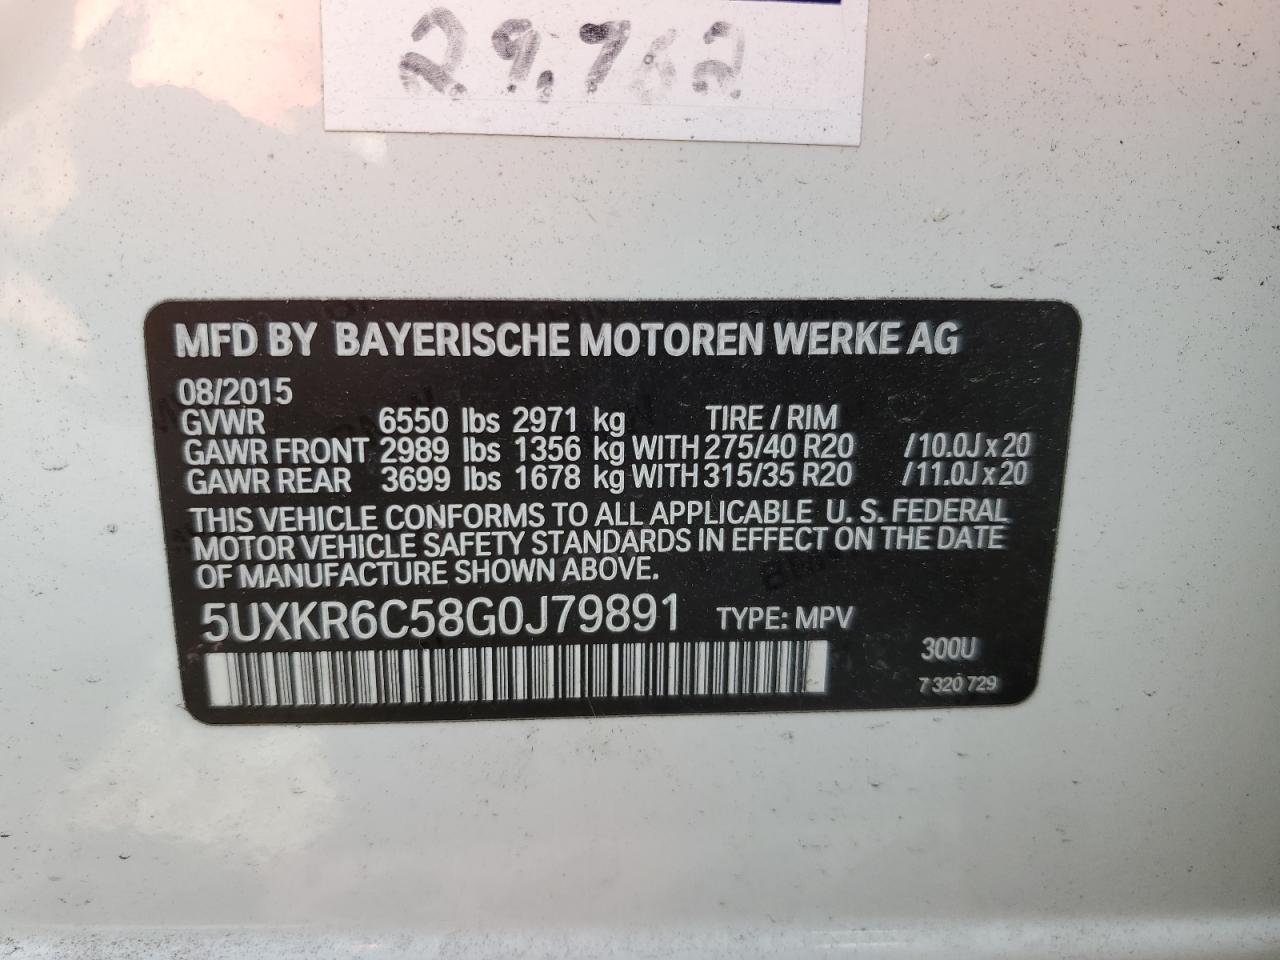 29,762
MFD BY BAYERISCHE MOTOREN WERKE AG
08/2015
GVWR 6550 lbs 2971 kg TIRE / RIM
GAWR FRONT 2989 lbs 1356 kg WITH 275/40 R20 / 10.0J x 20
GAWR REAR 3699 lbs 1678 kg WITH 315/35 R20 / 11.0J x 20
THIS VEHICLE CONFORMS TO ALL APPLICABLE U. S. FEDERAL
MOTOR VEHICLE SAFETY STANDARDS IN EFFECT ON THE DATE
OF MANUFACTURE SHOWN ABOVE.
5UXKR6C58G0J79891 TYPE: MPV
300U
7 320 729